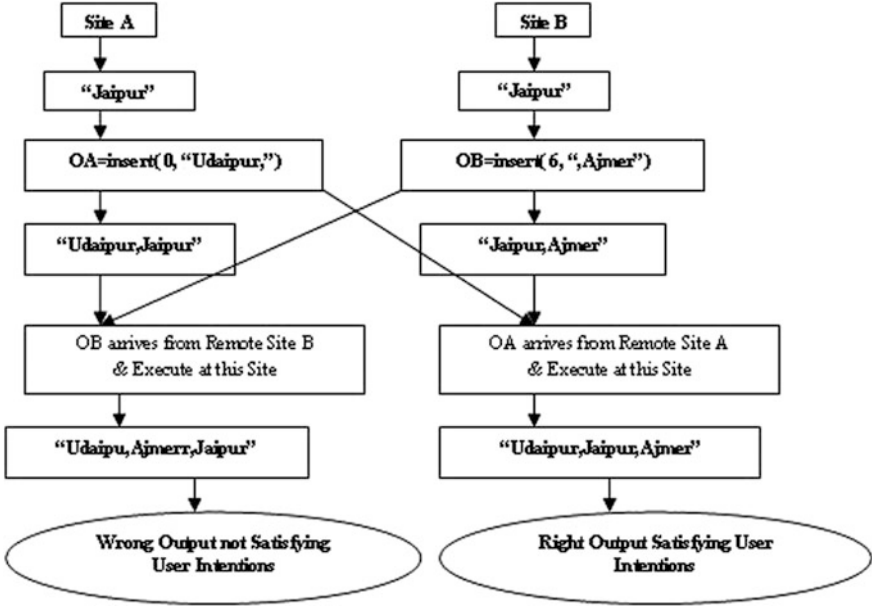 Site A
Site B
“Jaipur”
“Jaipur”
OA=insert( 0, “Udaipur,”)
OB=insert( 6, “,Ajmer”)
“Udaipur,Jaipur”
“Jaipur,Ajmer”
OB arrives from Remote Site B
& Execute at this Site
OA arrives from Remote Site A
& Execute at this Site
“Udaipu,Ajmerr,Jaipur”
“Udaipur,Jaipur,Ajmer”
Wrong Output not Satisfying
User Intentions
Right Output Satisfying User
Intentions